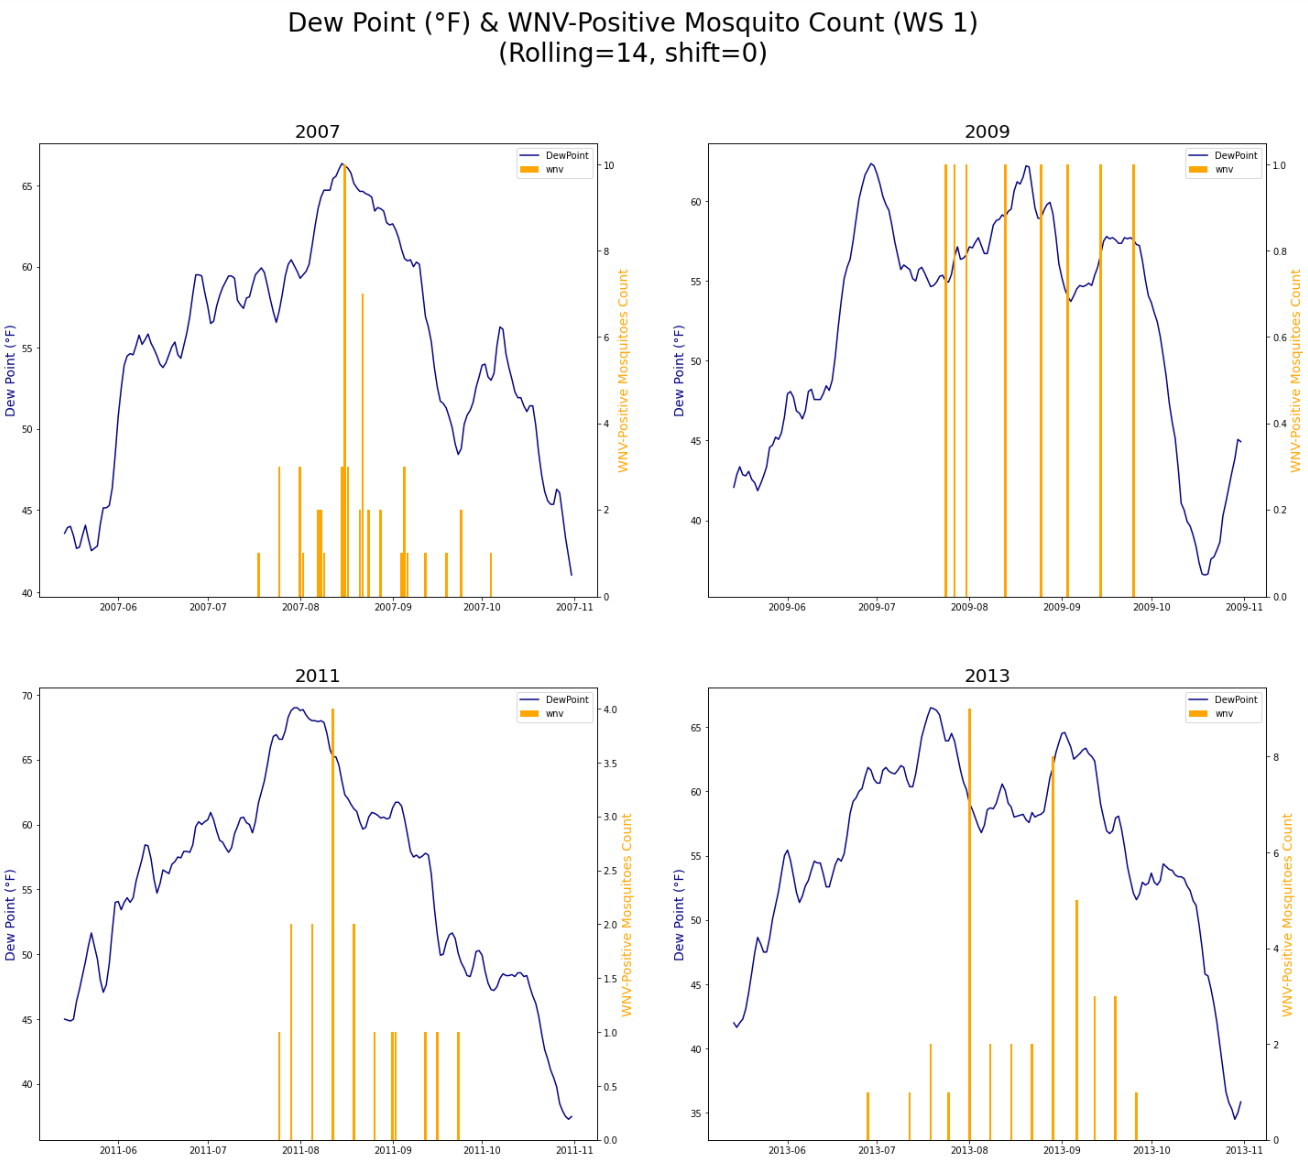 Dew Point (°F) & WNV-Positive Mosquito Count (WS 1)
(Rolling=14, shift=0)
2007
DewPoint
wnv
Dew Point (°F)
65
60
55
50
45
40
10
8
6
4
2
0
WNV-Positive Mosquitoes Count
2007-06 2007-07 2007-08 2007-09 2007-10 2007-11
2009
DewPoint
wnv
Dew Point (°F)
60
55
50
45
40
1.0
0.8
0.6
0.4
0.2
0.0
WNV-Positive Mosquitoes Count
2009-06 2009-07 2009-08 2009-09 2009-10 2009-11
2011
DewPoint
wnv
Dew Point (°F)
70
65
60
55
50
45
40
4.0
3.5
3.0
2.5
2.0
1.5
1.0
0.5
0.0
WNV-Positive Mosquitoes Count
2011-06 2011-07 2011-08 2011-09 2011-10 2011-11
2013
DewPoint
wnv
Dew Point (°F)
65
60
55
50
45
40
35
8
6
4
2
0
WNV-Positive Mosquitoes Count
2013-06 2013-07 2013-08 2013-09 2013-10 2013-11